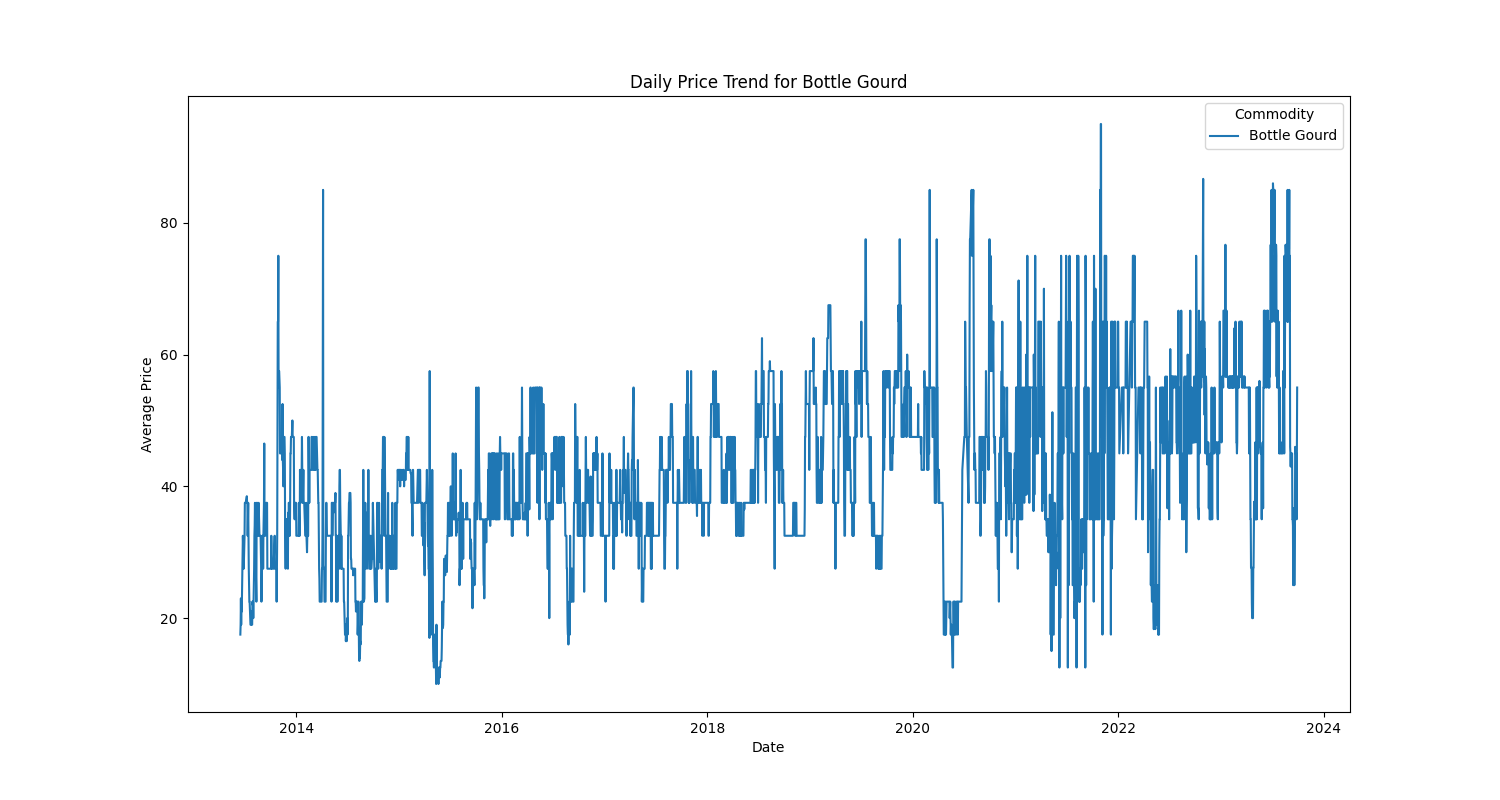 Daily Price Trend for Bottle Gourd
Commodity
Bottle Gourd
Average Price
80
60
40
20
2014 2016 2018 2020 2022 2024
Date